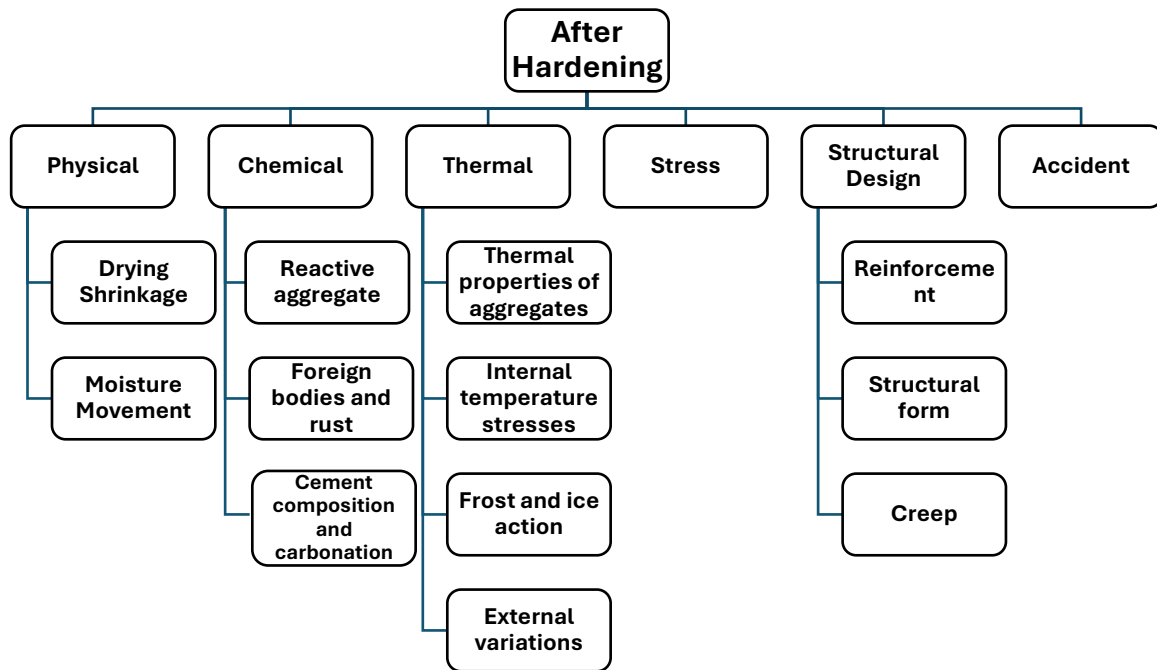 After
Hardening
Physical
Chemical
Thermal
Stress
Structural
Design
Accident
Drying
Shrinkage
Moisture
Movement
Reactive
aggregate
Foreign
bodies and
rust
Cement
composition
and
carbonation
Thermal
properties of
aggregates
Internal
temperature
stresses
Frost and ice
action
External
variations
Reinforceme
nt
Structural
form
Creep